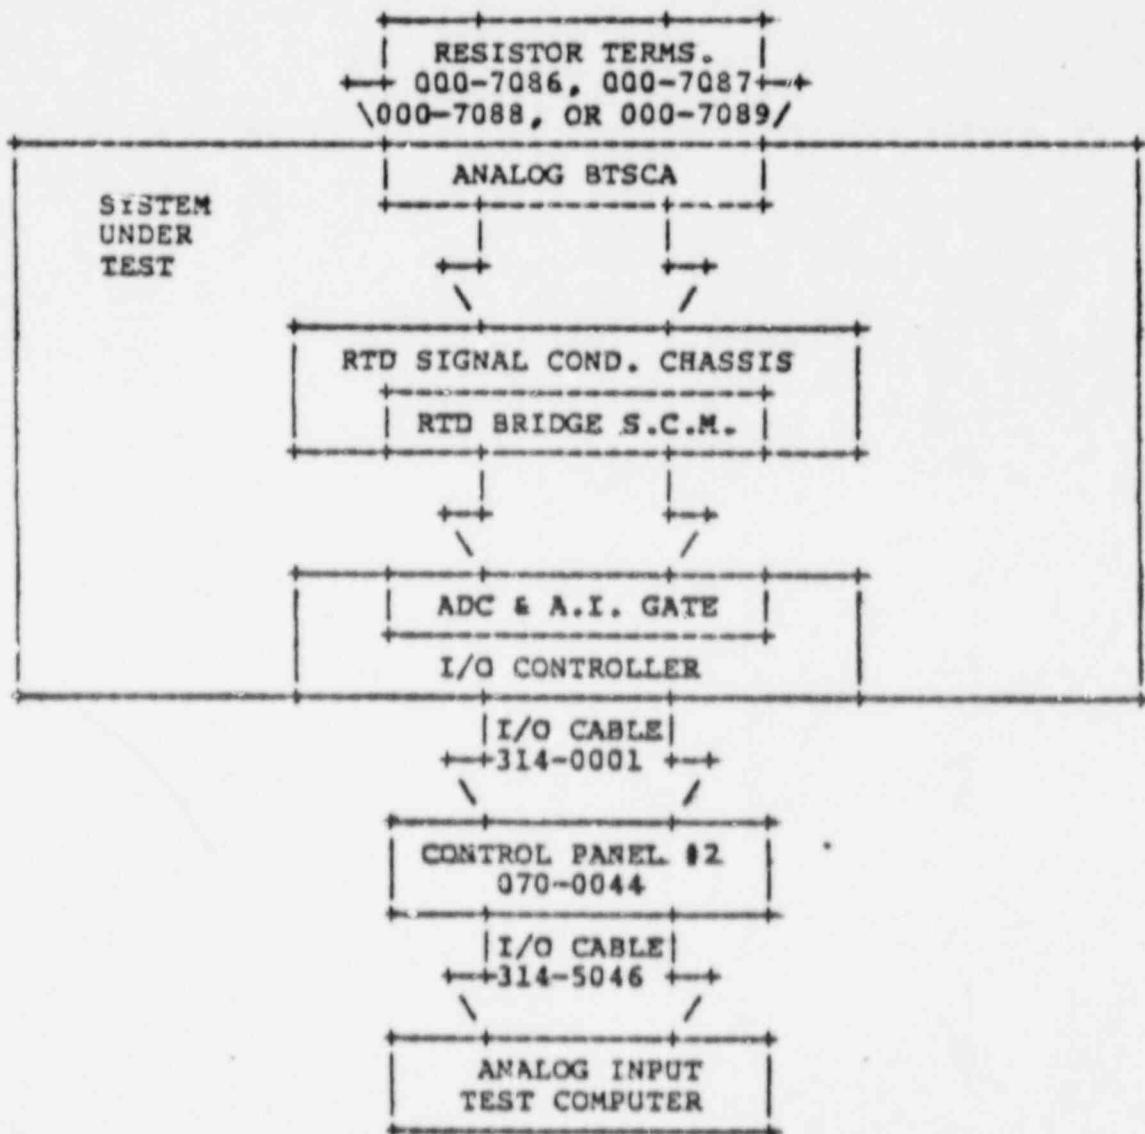 RESISTOR TERMS.
000-7086, 000-7087
000-7088, OR 000-7089
ANALOG BTSCA
SYSTEM
UNDER
TEST
RTD SIGNAL COND. CHASSIS
RTD BRIDGE S.C.M.
ADC & A.I. GATE
I/O CONTROLLER
I/O CABLE
314-0001
CONTROL PANEL #2
070-0044
I/O CABLE
314-5046
ANALOG INPUT
TEST COMPUTER